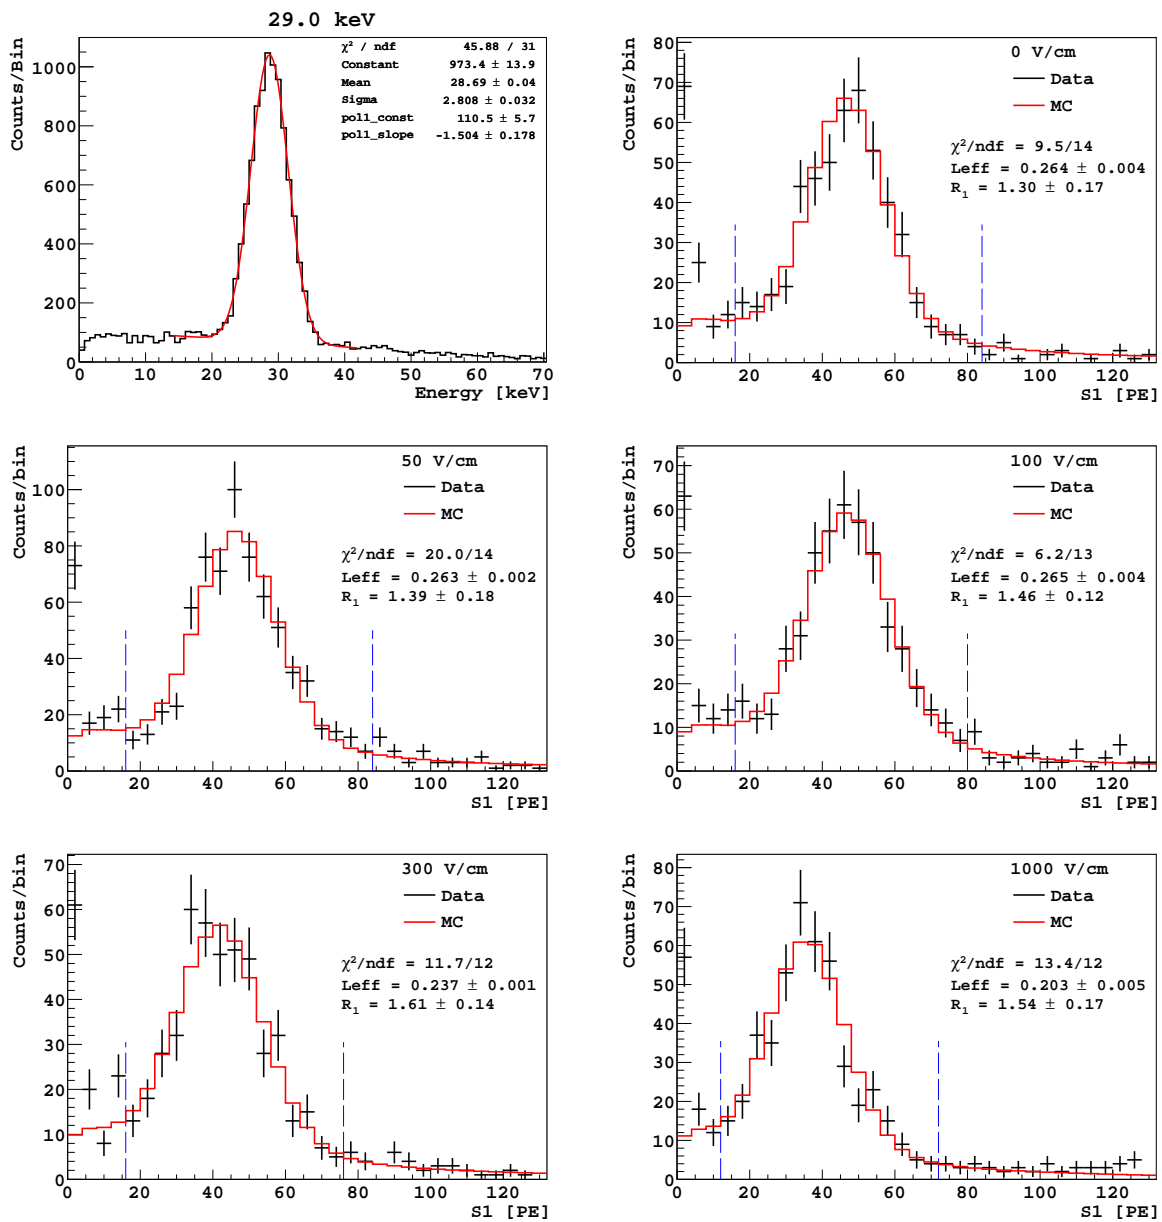 29.0 keV
Counts/Bin
1000
800
600
400
200
0
0 10 20 30 40 50 60 70
Energy [keV]
χ² / ndf 45.88 / 31
Constant 973.4 ± 13.9
Mean 28.69 ± 0.04
Sigma 2.808 ± 0.032
pol1_const 110.5 ± 5.7
pol1_slope -1.504 ± 0.178
Counts/bin
80
70
60
50
40
30
20
10
0
0 20 40 60 80 100 120
S1 [PE]
0 V/cm
Data
MC
χ²/ndf = 9.5/14
Leff = 0.264 ± 0.004
R₁ = 1.30 ± 0.17
Counts/bin
100
80
60
40
20
0
0 20 40 60 80 100 120
S1 [PE]
50 V/cm
Data
MC
χ²/ndf = 20.0/14
Leff = 0.263 ± 0.002
R₁ = 1.39 ± 0.18
Counts/bin
70
60
50
40
30
20
10
0
0 20 40 60 80 100 120
S1 [PE]
100 V/cm
Data
MC
χ²/ndf = 6.2/13
Leff = 0.265 ± 0.004
R₁ = 1.46 ± 0.12
Counts/bin
70
60
50
40
30
20
10
0
0 20 40 60 80 100 120
S1 [PE]
300 V/cm
Data
MC
χ²/ndf = 11.7/12
Leff = 0.237 ± 0.001
R₁ = 1.61 ± 0.14
Counts/bin
80
70
60
50
40
30
20
10
0
0 20 40 60 80 100 120
S1 [PE]
1000 V/cm
Data
MC
χ²/ndf = 13.4/12
Leff = 0.203 ± 0.005
R₁ = 1.54 ± 0.17